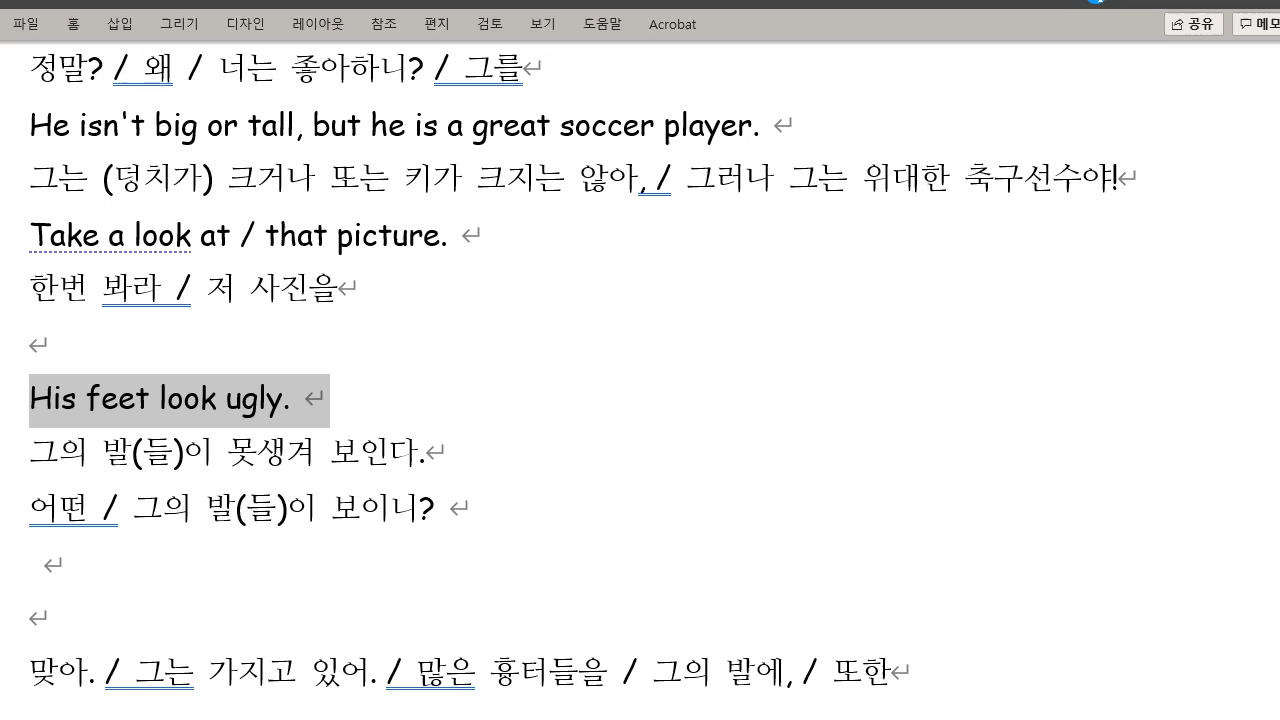 파일 홈 삽입 그리기 디자인 레이아웃 참조 편지 검토 보기 도움말 Acrobat 공유
정말? / 왜 / 너는 좋아하니? / 그를
He isn't big or tall, but he is a great soccer player.
그는 (덩치가) 크거나 또는 키가 크지는 않아, / 그러나 그는 위대한 축구선수야!
Take a look at / that picture.
한번 봐라 / 저 사진을
His feet look ugly.
그의 발(들)이 못생겨 보인다.
어떤 / 그의 발(들)이 보이니?
맞아. / 그는 가지고 있어. / 많은 흉터들을 / 그의 발에, / 또한